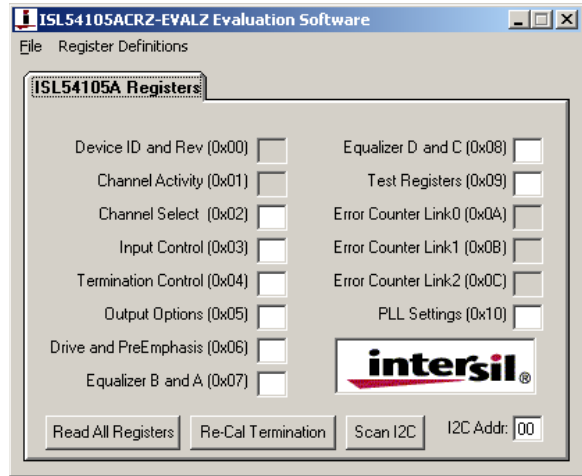 ISL54105ACRZ-EVALZ Evaluation Software
File Register Definitions
ISL54105A Registers
Device ID and Rev (0x00)
Channel Activity (0x01)
Channel Select (0x02)
Input Control (0x03)
Termination Control (0x04)
Output Options (0x05)
Drive and PreEmphasis (0x06)
Equalizer B and A (0x07)
Equalizer D and C (0x08)
Test Registers (0x09)
Error Counter Link0 (0x0A)
Error Counter Link1 (0x0B)
Error Counter Link2 (0x0C)
PLL Settings (0x10)
intersil®
Read All Registers Re-Cal Termination Scan I2C I2C Addr: 00